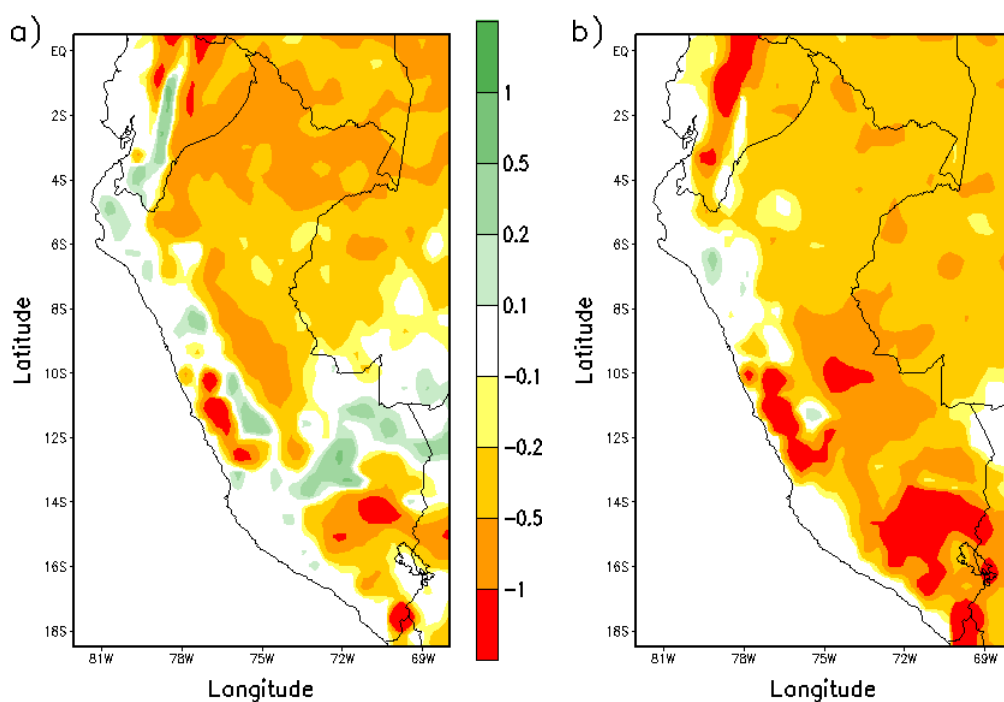 a)
EQ
2S
4S
6S
8S
10S
12S
14S
16S
18S
81W 78W 75W 72W 69W
Latitude
Longitude
1
0.5
0.2
0.1
−0.1
−0.2
−0.5
−1
b)
EQ
2S
4S
6S
8S
10S
12S
14S
16S
18S
81W 78W 75W 72W 69W
Latitude
Longitude